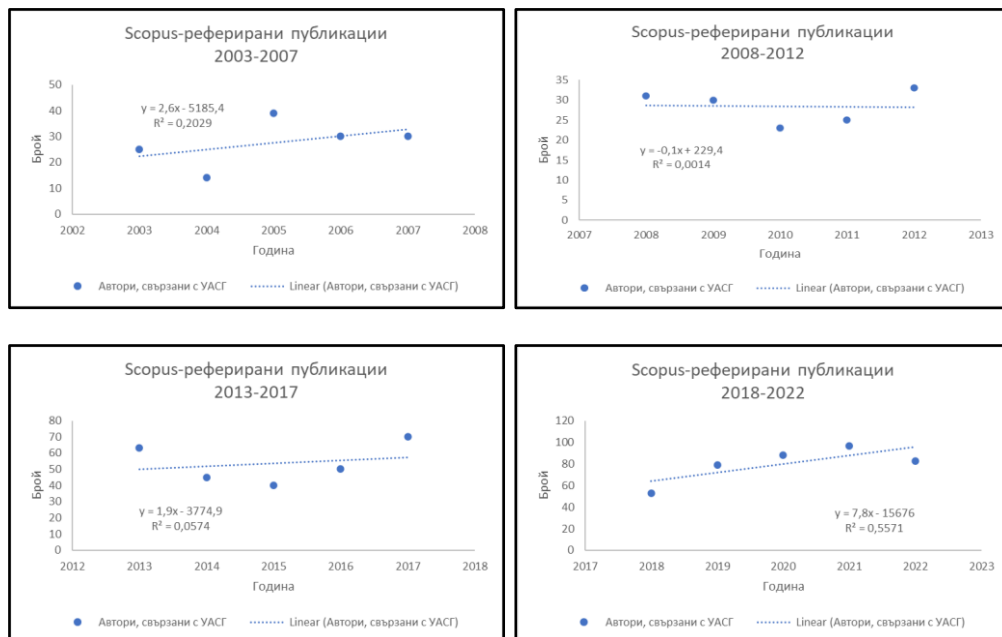 Scopus-реферирани публикации
2003-2007
50
40
30
20
10
0
Брой
y = 2,6x - 5185,4
R² = 0,2029
2002 2003 2004 2005 2006 2007 2008
Година
Автори, свързани с УАСГ Linear (Автори, свързани с УАСГ)
Scopus-реферирани публикации
2008-2012
35
30
25
20
15
10
5
0
Брой
y = -0,1x + 229,4
R² = 0,0014
2007 2008 2009 2010 2011 2012 2013
Година
Автори, свързани с УАСГ Linear (Автори, свързани с УАСГ)
Scopus-реферирани публикации
2013-2017
80
70
60
50
40
30
20
10
0
Брой
y = 1,9x - 3774,9
R² = 0,0574
2012 2013 2014 2015 2016 2017 2018
Година
Автори, свързани с УАСГ Linear (Автори, свързани с УАСГ)
Scopus-реферирани публикации
2018-2022
120
100
80
60
40
20
0
Брой
y = 7,8x - 15676
R² = 0,5571
2017 2018 2019 2020 2021 2022 2023
Година
Автори, свързани с УАСГ Linear (Автори, свързани с УАСГ)